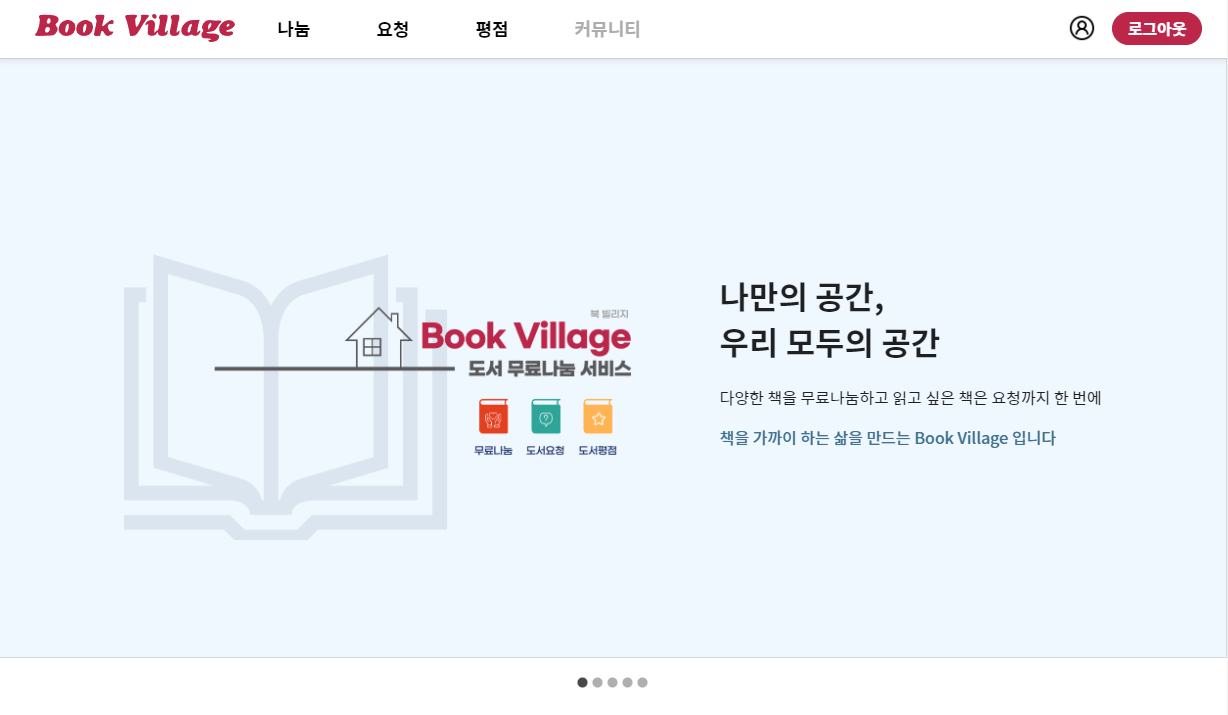 Book Village 나눔 요청 평점 커뮤니티 로그아웃
북 빌리지
Book Village
도서 무료나눔 서비스
무료나눔 도서요청 도서평점
나만의 공간,
우리 모두의 공간
다양한 책을 무료나눔하고 읽고 싶은 책은 요청까지 한 번에
책을 가까이 하는 삶을 만드는 Book Village 입니다